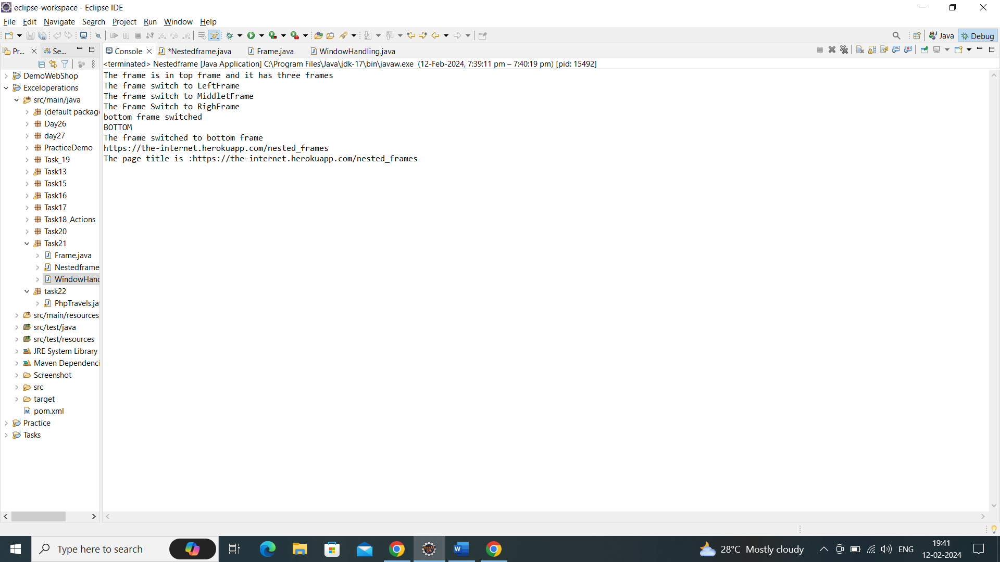 eclipse-workspace - Eclipse IDE
File Edit Navigate Search Project Run Window Help
Java
Debug
Pr...
Se...
Console
*Nestedframe.java
Frame.java
WindowHandling.java
<terminated> Nestedframe [Java Application] C:\Program Files\Java\jdk-17\bin\javaw.exe (12-Feb-2024, 7:39:11 pm – 7:40:19 pm) [pid: 15492]
The frame is in top frame and it has three frames
The frame switch to LeftFrame
The frame switch to MiddletFrame
The Frame Switch to RighFrame
bottom frame switched
BOTTOM
The frame switched to bottom frame
https://the-internet.herokuapp.com/nested_frames
The page title is :https://the-internet.herokuapp.com/nested_frames
DemoWebShop
Exceloperations
src/main/java
(default packag
Day26
day27
PracticeDemo
Task_19
Task13
Task15
Task16
Task17
Task18_Actions
Task20
Task21
Frame.java
Nestedframe
WindowHand
task22
PhpTravels.ja
src/main/resources
src/test/java
src/test/resources
JRE System Library
Maven Dependenci
Screenshot
src
target
pom.xml
Practice
Tasks
Type here to search
28°C Mostly cloudy
ENG
19:41
12-02-2024